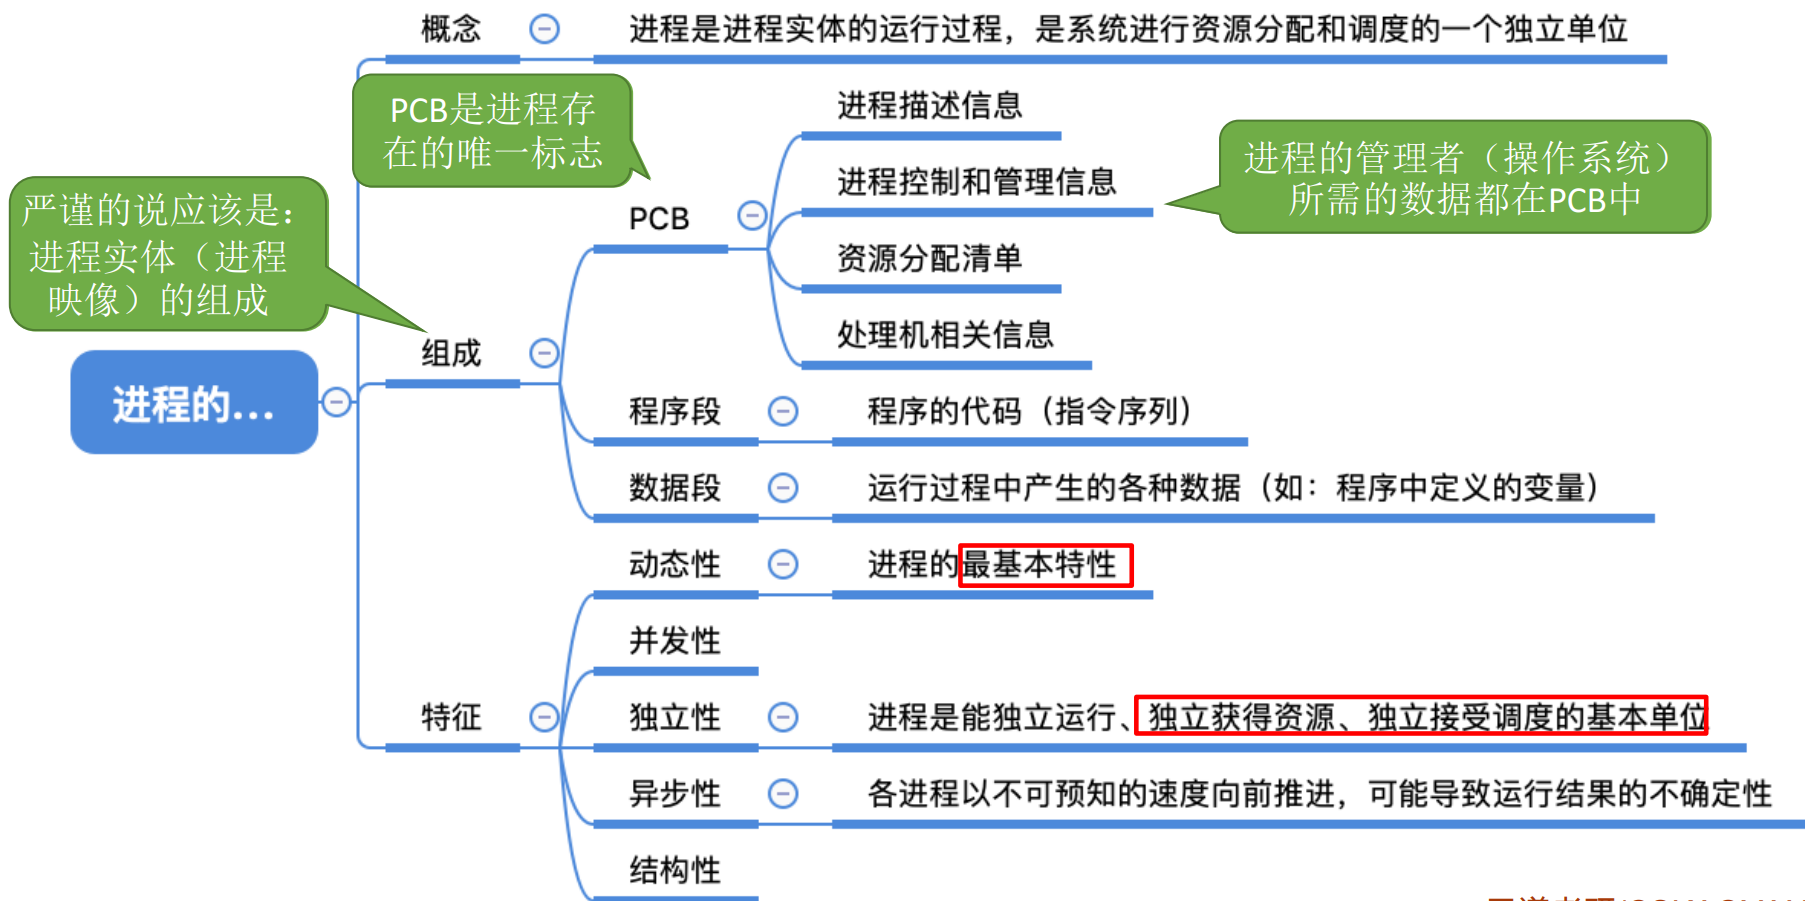 概念
进程是进程实体的运行过程，是系统进行资源分配和调度的一个独立单位
PCB是进程存
在的唯一标志
进程描述信息
进程的管理者（操作系统）
所需的数据都在PCB中
进程控制和管理信息
严谨的说应该是：
进程实体（进程
映像）的组成
PCB
资源分配清单
处理机相关信息
组成
进程的...
程序段
程序的代码（指令序列）
数据段
运行过程中产生的各种数据（如：程序中定义的变量）
动态性
进程的最基本特性
并发性
特征
独立性
进程是能独立运行、独立获得资源、独立接受调度的基本单位
异步性
各进程以不可预知的速度向前推进，可能导致运行结果的不确定性
结构性